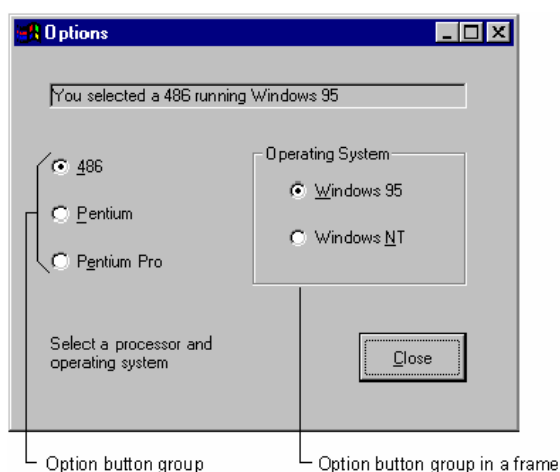 Options
You selected a 486 running Windows 95
486
Pentium
Pentium Pro
Operating System
Windows 95
Windows NT
Select a processor and
operating system
Close
Option button group
Option button group in a frame